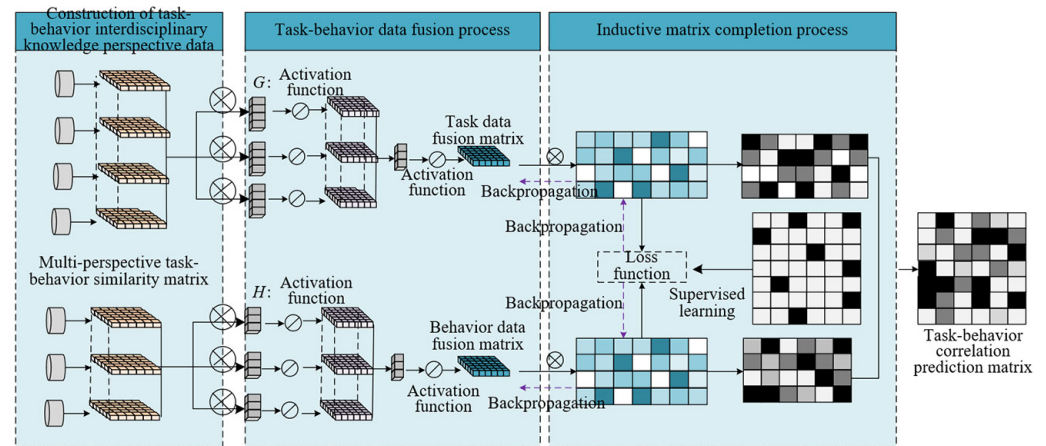 Construction of task-
behavior interdisciplinary
knowledge perspective data
Task-behavior data fusion process
Inductive matrix completion process
G:
Activation
function
Task data
fusion matrix
Activation
function
Backpropagation
Backpropagation
Loss
function
Supervised
learning
Multi-perspective task-
behavior similarity matrix
H:
Activation
function
Backpropagation
Behavior data
fusion matrix
Activation
function
Backpropagation
Task-behavior
correlation
prediction matrix